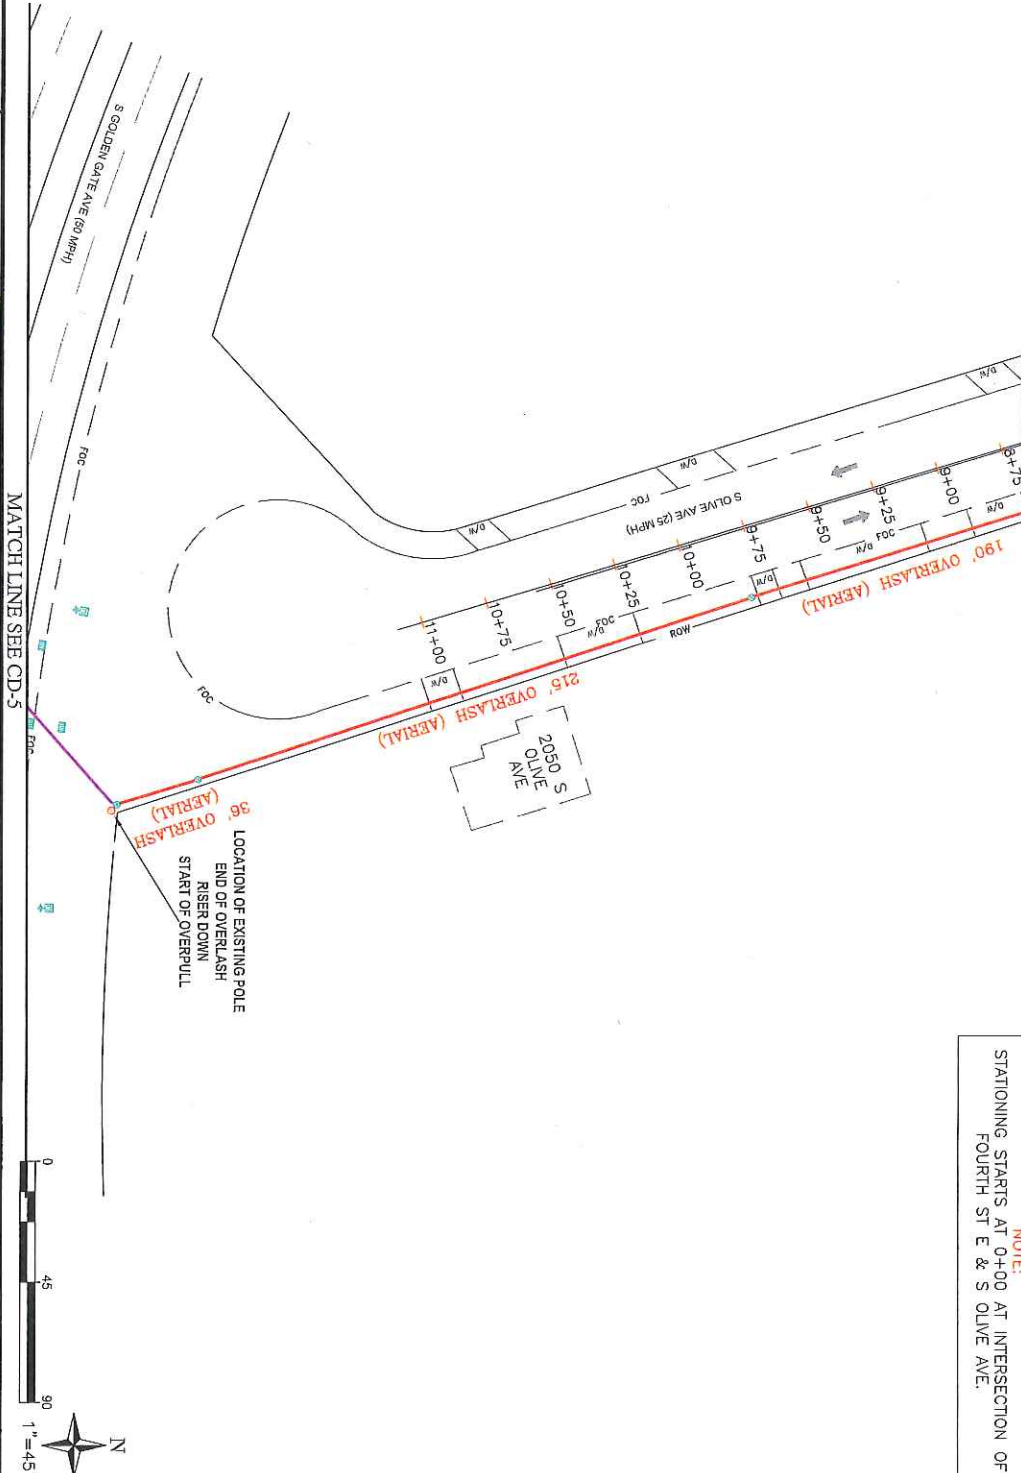 NOTE:
STATIONING STARTS AT 0+00 AT INTERSECTION OF
FOURTH ST E & S OLIVE AVE.
8+75
9+00
9+25
9+50
9+75
10+00
10+25
10+50
10+75
11+00
D/W
D/W
D/W
D/W
D/W
D/W
D/W
D/W
FOC
FOC
FOC
FOC
FOC
FOC
ROW
S OLIVE AVE (25 MPH)
S GOLDEN GATE AVE (50 MPH)
190' OVERLASH (AERIAL)
215' OVERLASH (AERIAL)
36' OVERLASH
(AERIAL)
2050 S
OLIVE
AVE
LOCATION OF EXISTING POLE
END OF OVERLASH
RISER DOWN
START OF OVERPULL
MATCH LINE SEE CD-5
0
45
90
1"=45
N